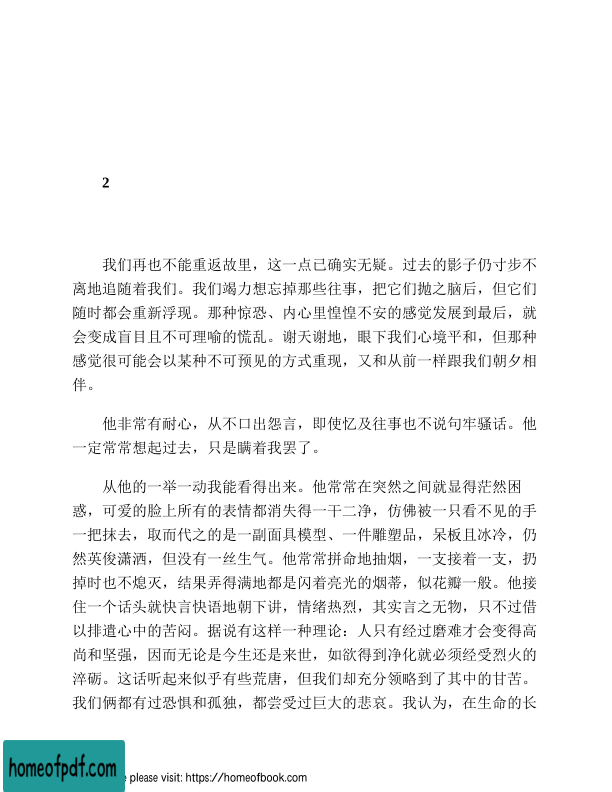 2
我们再也不能重返故里，这一点已确实无疑。过去的影子仍寸步不
离地追随着我们。我们竭力想忘掉那些往事，把它们抛之脑后，但它们
随时都会重新浮现。那种惊恐、内心里惶惶不安的感觉发展到最后，就
会变成盲目且不可理喻的慌乱。谢天谢地，眼下我们心境平和，但那种
感觉很可能会以某种不可预见的方式重现，又和从前一样跟我们朝夕相
伴。
他非常有耐心，从不口出怨言，即使忆及往事也不说句牢骚话。他
一定常常想起过去，只是瞒着我罢了。
从他的一举一动我能看得出来。他常常在突然之间就显得茫然困
惑，可爱的脸上所有的表情都消失得一干二净，仿佛被一只看不见的手
一把抹去，取而代之的是一副面具模型、一件雕塑品，呆板且冰冷，仍
然英俊潇洒，但没有一丝生气。他常常拼命地抽烟，一支接着一支，扔
掉时也不熄灭，结果弄得满地都是闪着亮光的烟蒂，似花瓣一般。他接
住一个话头就快言快语地朝下讲，情绪热烈，其实言之无物，只不过借
以排遣心中的苦闷。据说有这样一种理论：人只有经过磨难才会变得高
尚和坚强，因而无论是今生还是来世，如欲得到净化就必须经受烈火的
淬砺。这话听起来似乎有些荒唐，但我们却充分领略到了其中的甘苦。
我们俩都有过恐惧和孤独，都尝受过巨大的悲哀。我认为，在生命的长
homeofpdf.com
e please visit: https://homeofbook.com